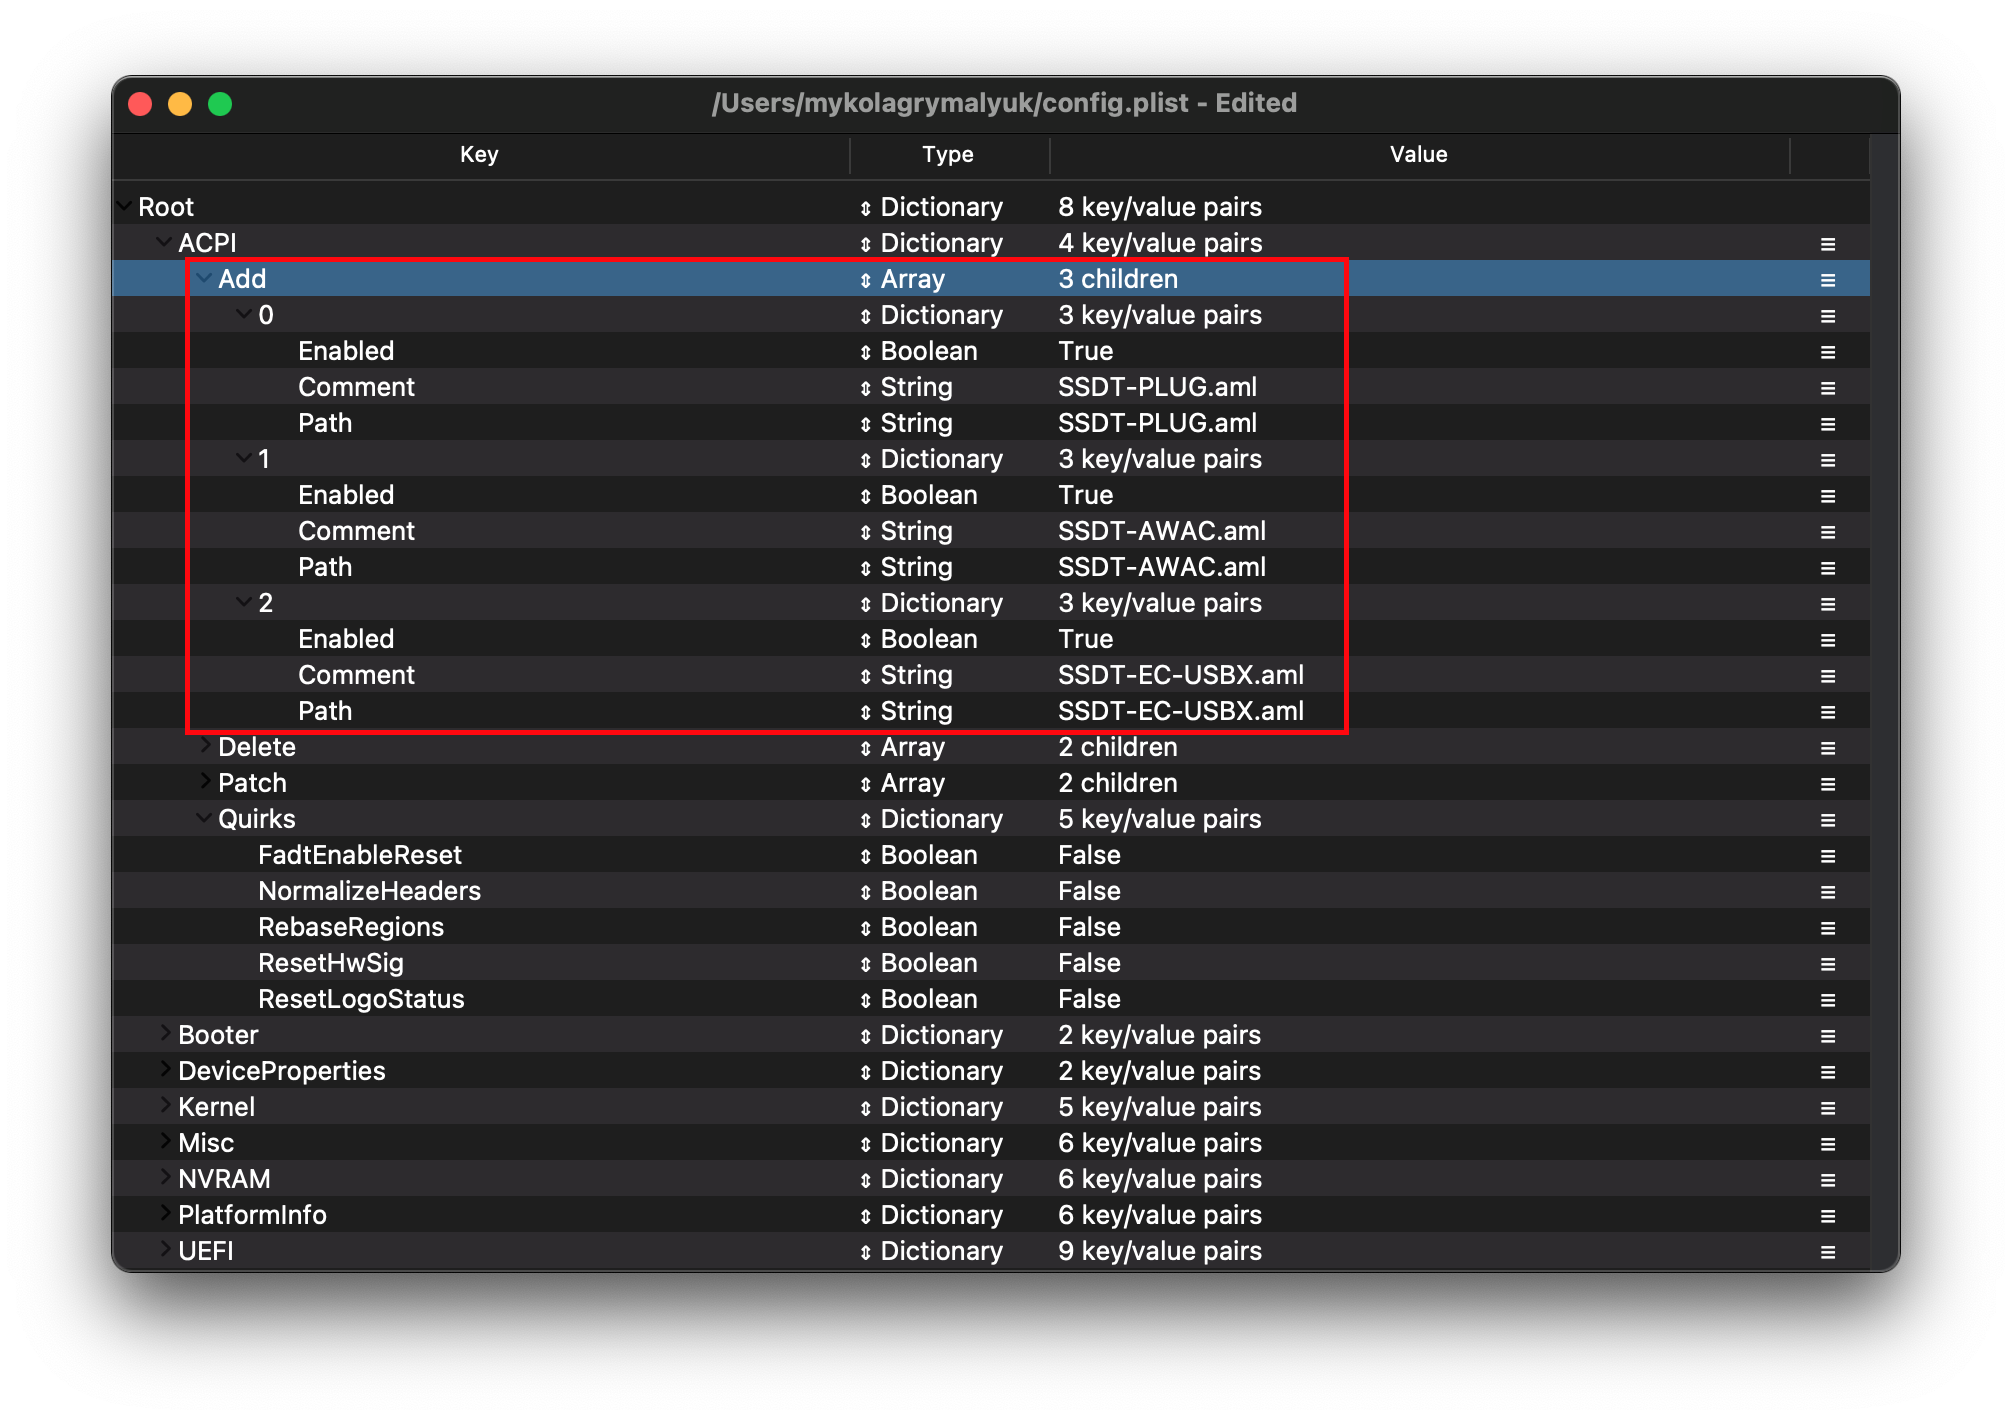 /Users/mykolagrymalyuk/config.plist - Edited
Key Type Value
Root Dictionary 8 key/value pairs
ACPI Dictionary 4 key/value pairs
Add Array 3 children
0 Dictionary 3 key/value pairs
Enabled Boolean True
Comment String SSDT-PLUG.aml
Path String SSDT-PLUG.aml
1 Dictionary 3 key/value pairs
Enabled Boolean True
Comment String SSDT-AWAC.aml
Path String SSDT-AWAC.aml
2 Dictionary 3 key/value pairs
Enabled Boolean True
Comment String SSDT-EC-USBX.aml
Path String SSDT-EC-USBX.aml
Delete Array 2 children
Patch Array 2 children
Quirks Dictionary 5 key/value pairs
FadtEnableReset Boolean False
NormalizeHeaders Boolean False
RebaseRegions Boolean False
ResetHwSig Boolean False
ResetLogoStatus Boolean False
Booter Dictionary 2 key/value pairs
DeviceProperties Dictionary 2 key/value pairs
Kernel Dictionary 5 key/value pairs
Misc Dictionary 6 key/value pairs
NVRAM Dictionary 6 key/value pairs
PlatformInfo Dictionary 6 key/value pairs
UEFI Dictionary 9 key/value pairs